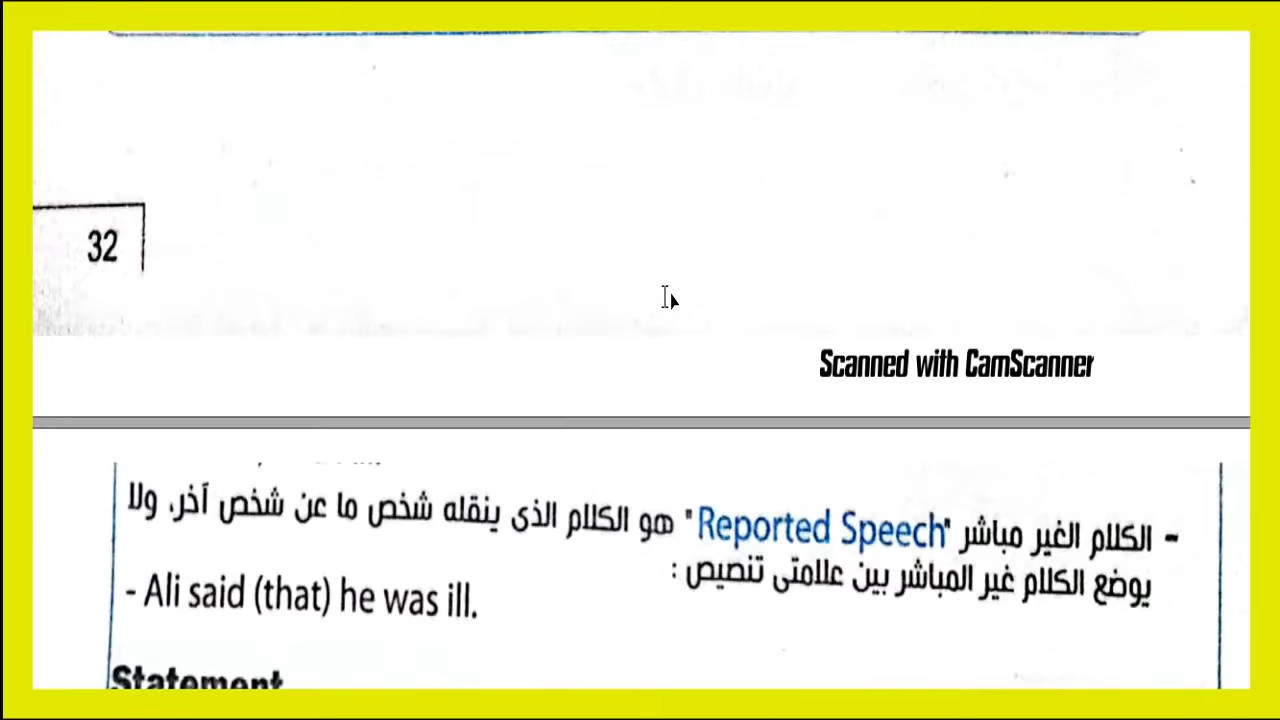 32
Scanned with CamScanner
- الكلام الغير مباشر "Reported Speech" هو الكلام الذى ينقله شخص ما عن شخص آخر، ولا
يوضع الكلام غير المباشر بين علامتى تنصيص :
- Ali said (that) he was ill.
Statement